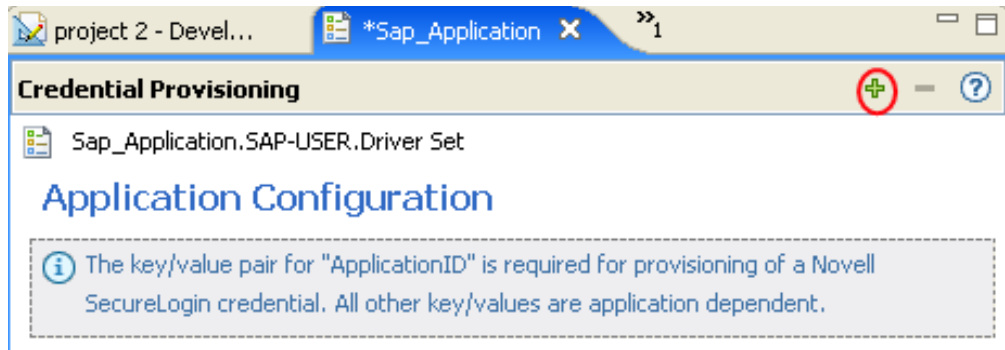 project 2 - Devel... *Sap_Application »1
Credential Provisioning
Sap_Application.SAP-USER.Driver Set
Application Configuration
The key/value pair for "ApplicationID" is required for provisioning of a Novell
SecureLogin credential. All other key/values are application dependent.